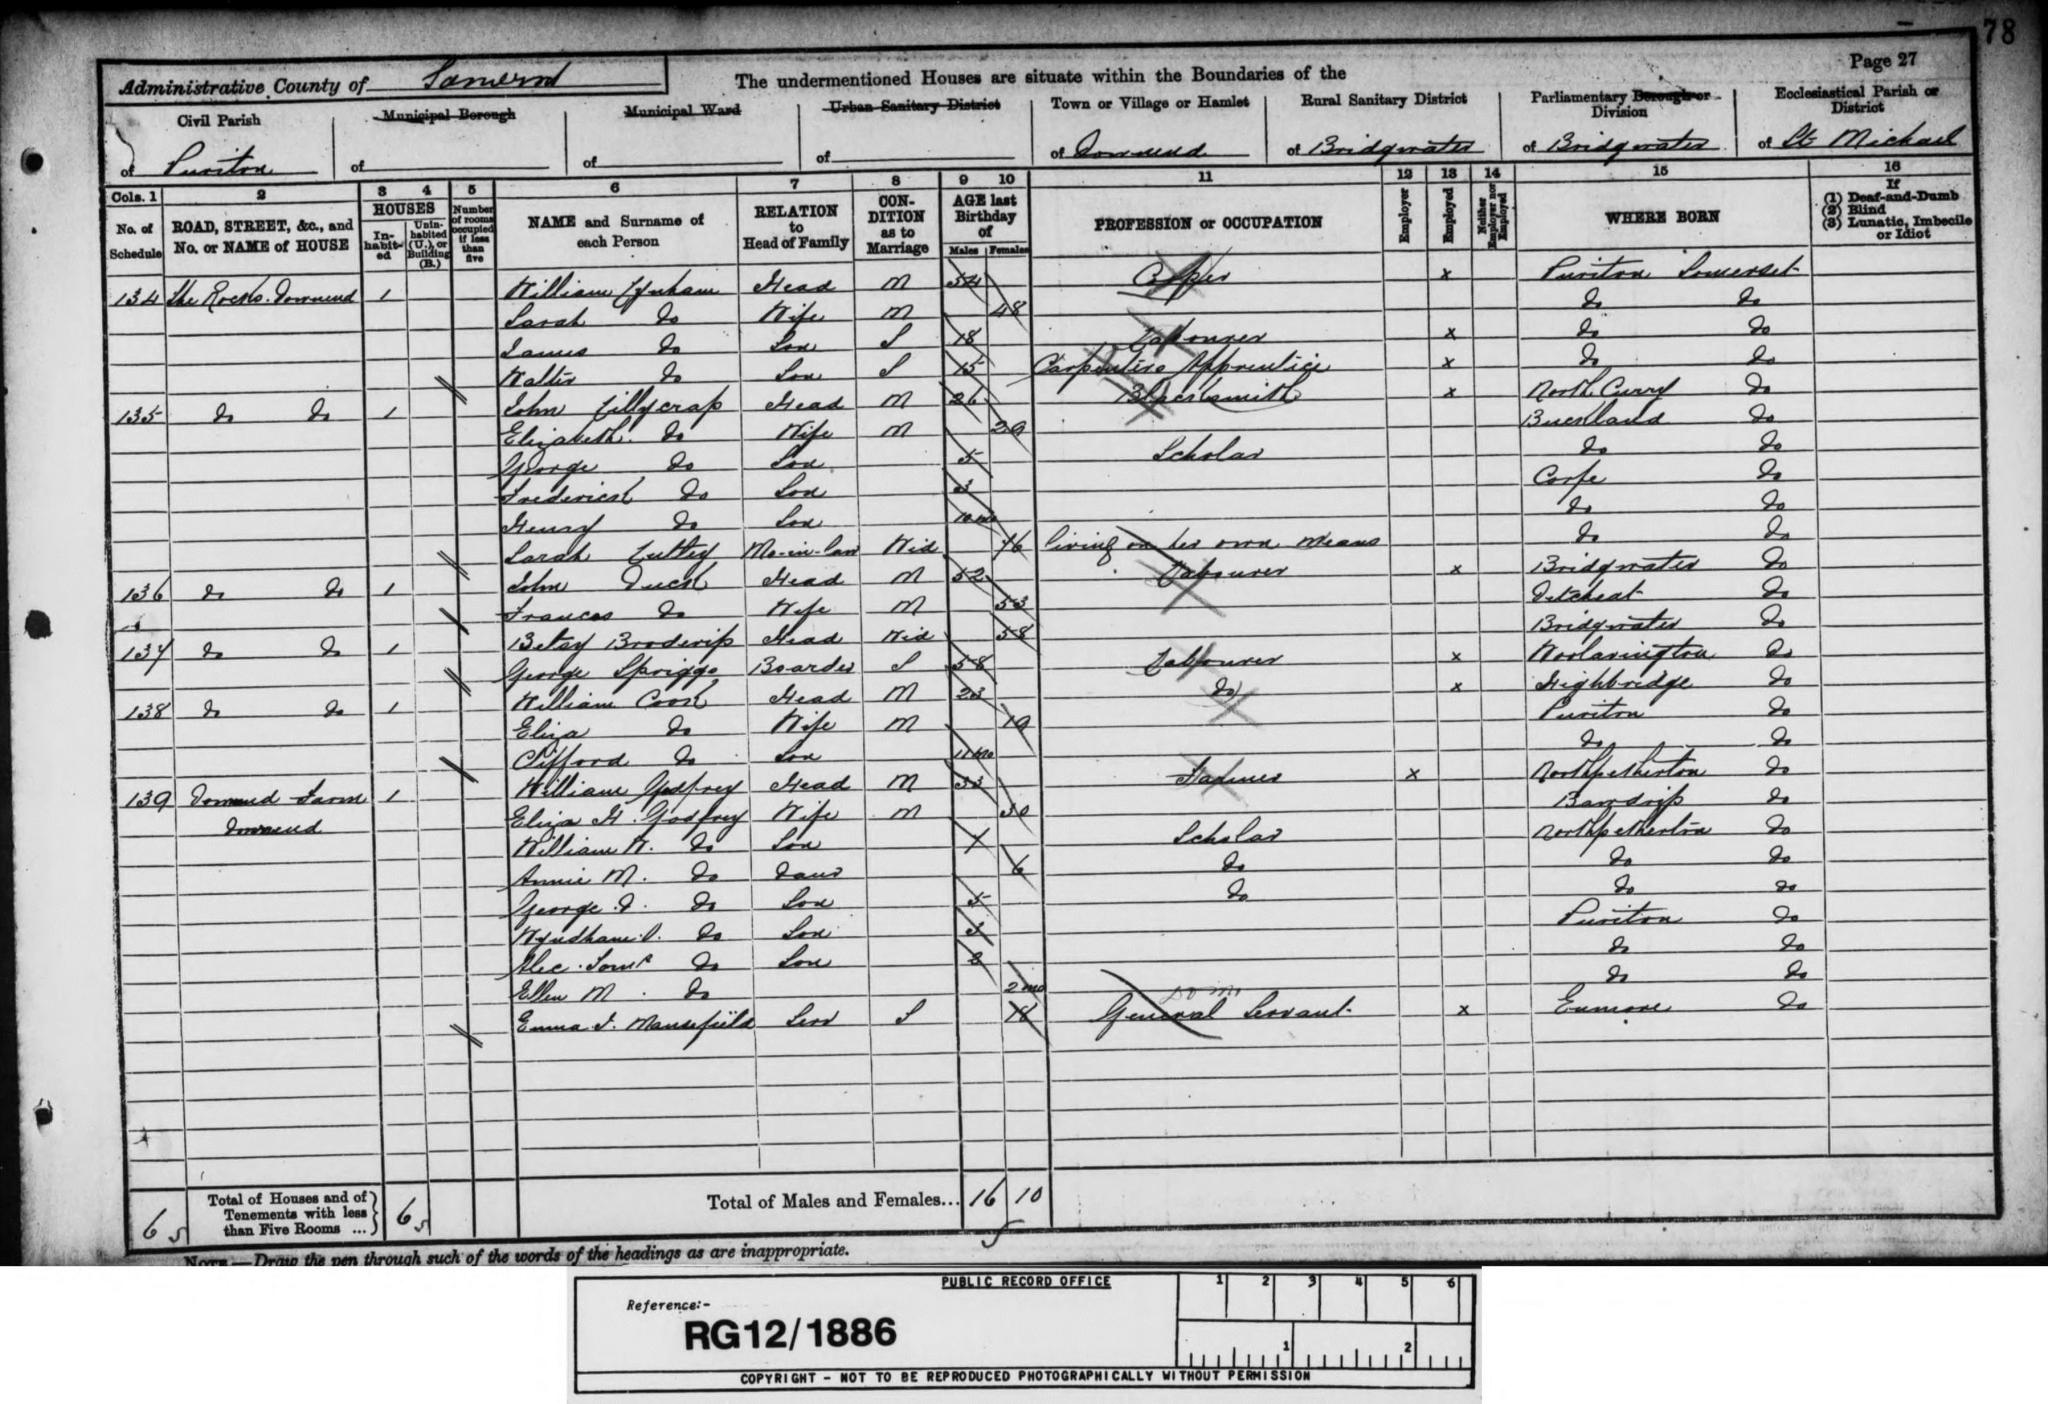 78
Page 27
Administrative County of Somerset
The undermentioned Houses are situate within the Boundaries of the
Civil Parish of Puriton
Municipal Borough of
Municipal Ward of
Urban Sanitary District of
Town or Village or Hamlet of Downend
Rural Sanitary District of Bridgwater
Parliamentary Borough or Division of Bridgwater
Ecclesiastical Parish or District of St Michael
Cols. 1 2 3 4 5 6 7 8 9 10 11 12 13 14 15 16
No. of Schedule
ROAD, STREET, &c., and No. or NAME of HOUSE
HOUSES
Inhabited
Uninhabited (U.), or Building (B.)
Number of rooms occupied if less than five
NAME and Surname of each Person
RELATION to Head of Family
CONDITION as to Marriage
AGE last Birthday of
Males Females
PROFESSION or OCCUPATION
Employer
Employed
Neither Employer nor Employed
WHERE BORN
If
(1) Deaf-and-Dumb
(2) Blind
(3) Lunatic, Imbecile or Idiot
134 The Rocks. Downend 1 William Head M 54 x Puriton Somerset
Sarah Do Wife M 48 Do Do
James Do Son S 18 Labourer x Do Do
Walter Do Son S 15 Carpenters Apprentice x Do Do
135 Do Do 1 John Tillycrap Head M 26 Blacksmith x North Curry Do
Elizabeth Do Wife M 29 Buckland Do
George Do Son 5 Scholar Do Do
Frederick Do Son 3 Corfe Do
Henry Do Son 10 mo Do Do
Sarah Mo-in-law Wid 76 living on her own means Do Do
136 Do Do 1 John Duck Head M 52 Labourer x Bridgwater Do
Frances Do Wife M 53 Ditcheat Do
137 Do Do 1 Betsy Broderip Head Wid 58 Bridgwater Do
George Spriggs Boarder S 58 Labourer x Woolavington Do
138 Do Do 1 William Cook Head M 23 Do x Highbridge Do
Eliza Do Wife M 19 Puriton Do
Clifford Do Son 11 mo Do Do
139 Downend Farm 1 William Godfrey Head M 33 Farmer x Northpetherton Do
Downend Eliza H. Godfrey Wife M 30 Bawdrip Do
William W. Do Son 7 Scholar Northpetherton Do
Annie M. Do Daur 6 Do Do Do
George D. Do Son 5 Do Do Do
Wyndham Do Son 3 Puriton Do
Alec Do Son 2 Do Do
Ellen M. Do 2 mo Do Do
Emma J. Mansefield Serv S 18 General Servant x Enmore Do
6 5 Total of Houses and of Tenements with less than Five Rooms ... 6 5 Total of Males and Females... 16 10
5
NOTE.—Draw the pen through such of the words of the headings as are inappropriate.
PUBLIC RECORD OFFICE 1 2 3 4 5 6
Reference:-
RG12/1886
1 2
COPYRIGHT - NOT TO BE REPRODUCED PHOTOGRAPHICALLY WITHOUT PERMISSION